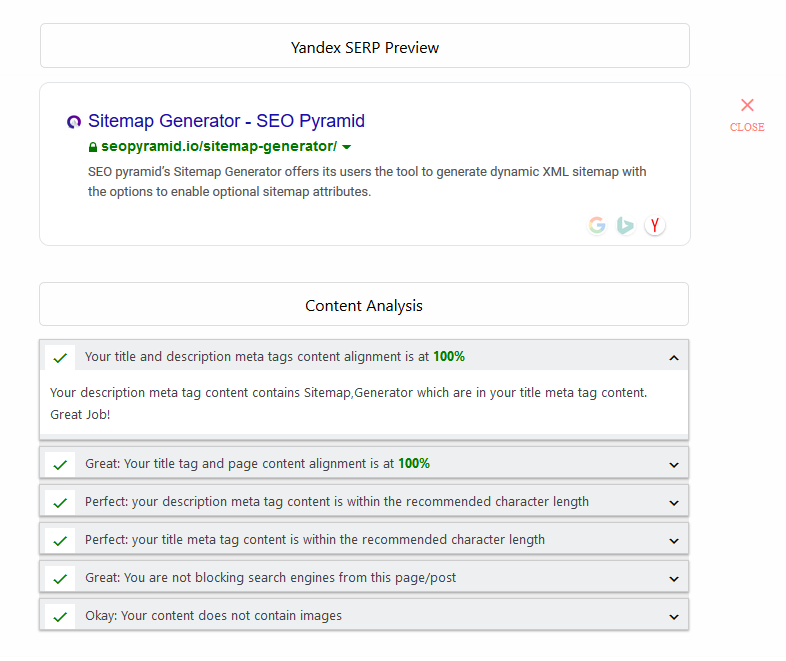 Yandex SERP Preview
CLOSE
Sitemap Generator - SEO Pyramid
seopyramid.io/sitemap-generator/
SEO pyramid's Sitemap Generator offers its users the tool to generate dynamic XML sitemap with
the options to enable optional sitemap attributes.
Content Analysis
Your title and description meta tags content alignment is at 100%
Your description meta tag content contains Sitemap,Generator which are in your title meta tag content.
Great Job!
Great: Your title tag and page content alignment is at 100%
Perfect: your description meta tag content is within the recommended character length
Perfect: your title meta tag content is within the recommended character length
Great: You are not blocking search engines from this page/post
Okay: Your content does not contain images